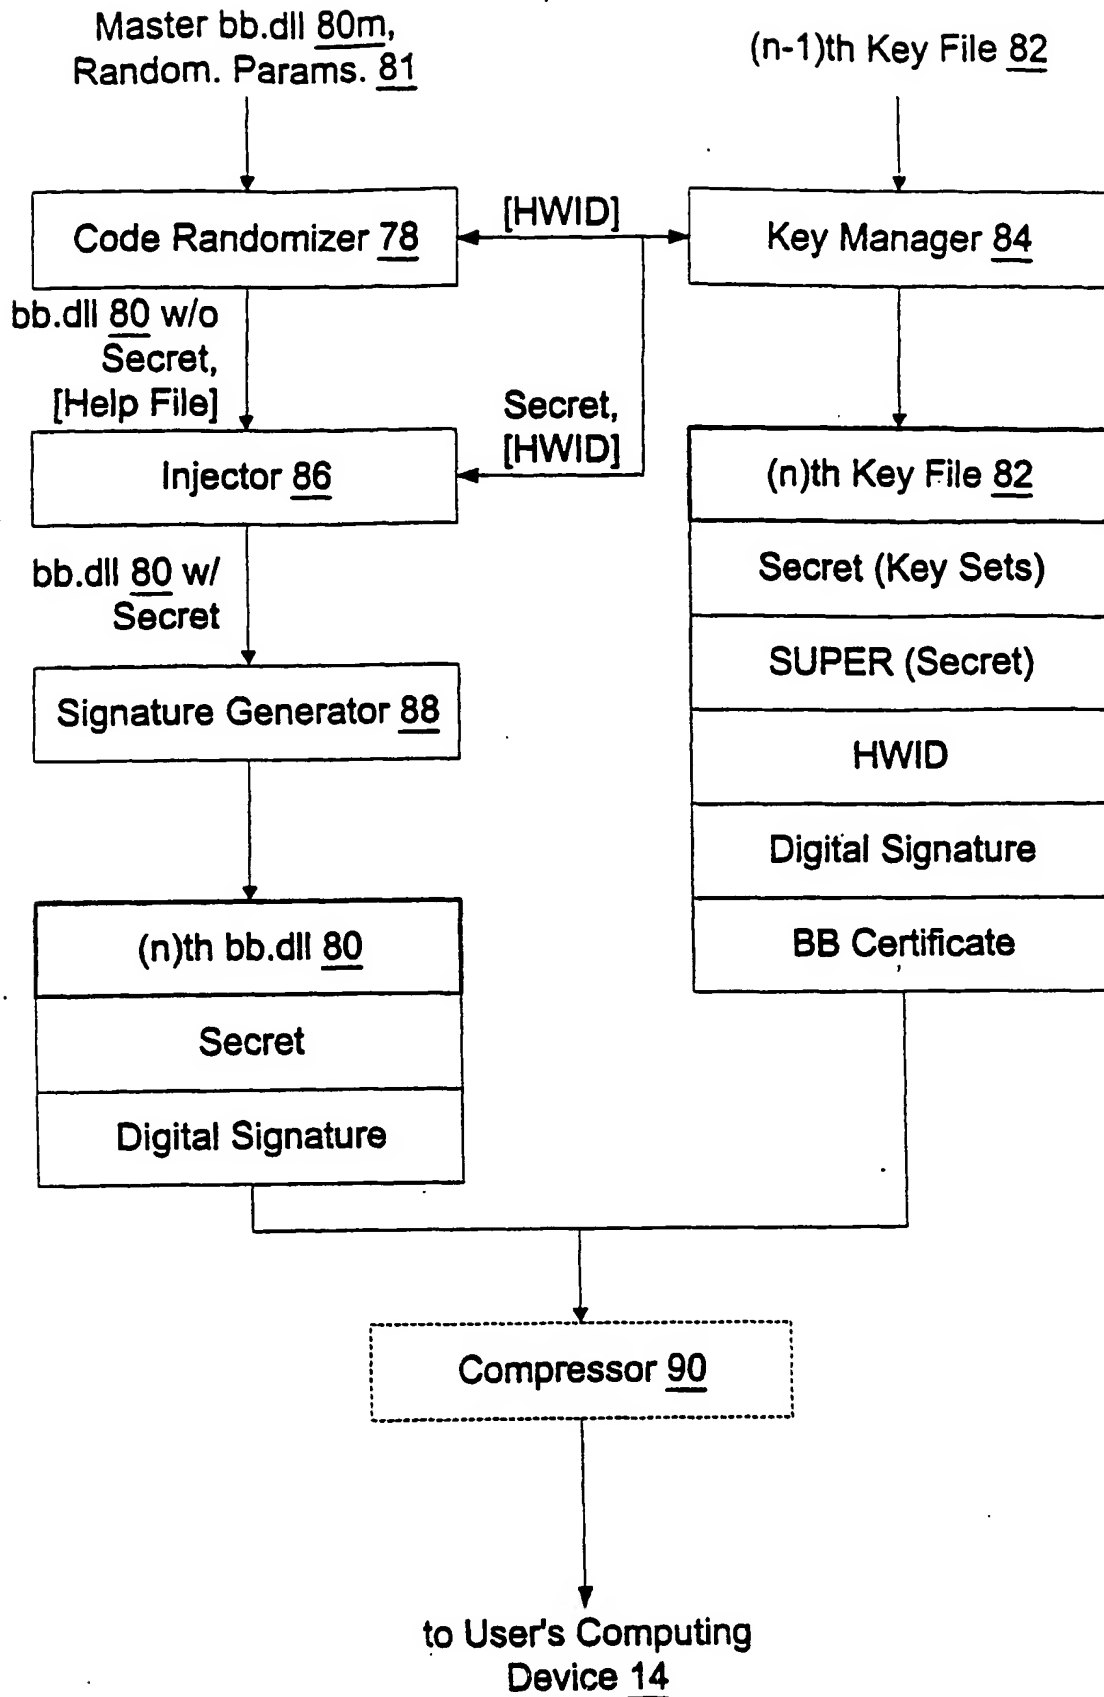 Master bb.dll 80m,
Random. Params. 81
(n-1)th Key File 82
Code Randomizer 78
[HWID]
Key Manager 84
bb.dll 80 w/o
Secret,
[Help File]
Secret,
[HWID]
Injector 86
(n)th Key File 82
Secret (Key Sets)
bb.dll 80 w/
Secret
SUPER (Secret)
Signature Generator 88
HWID
Digital Signature
(n)th bb.dll 80
BB Certificate
Secret
Digital Signature
Compressor 90
to User's Computing
Device 14